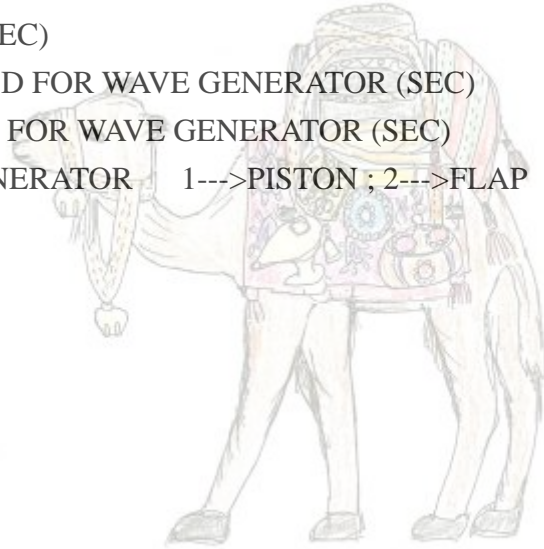 EC)
D FOR WAVE GENERATOR (SEC)
FOR WAVE GENERATOR (SEC)
NERATOR 1--->PISTON ; 2--->FLAP